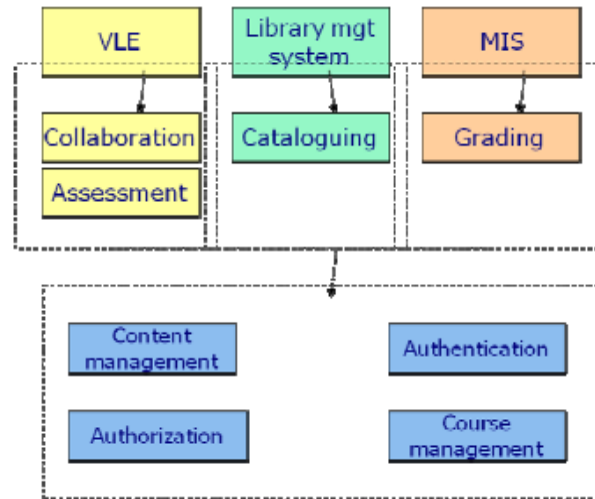 VLE
Library mgt
system
MIS
Collaboration
Cataloguing
Grading
Assessment
Content
management
Authentication
Authorization
Course
management